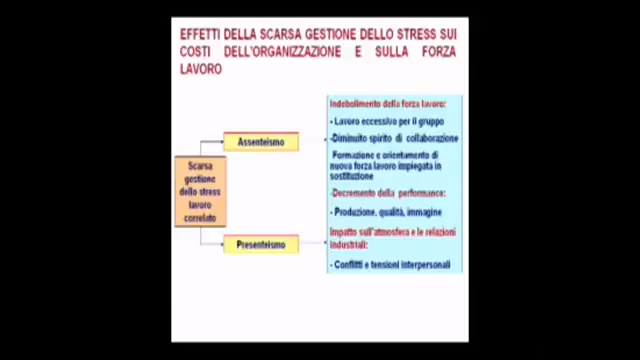 EFFETTI DELLA SCARSA GESTIONE DELLO STRESS SUI
COSTI DELL'ORGANIZZAZIONE E SULLA FORZA
LAVORO
Scarsa
gestione
dello stress
lavoro
correlato
Assenteismo
Presenteismo
Indebolimento della forza lavoro:
- Lavoro eccessivo per il gruppo
-Diminuito spirito di collaborazione
Formazione e orientamento di
nuova forza lavoro impiegata in
sostituzione
-Decremento della performance:
- Produzione, qualità, immagine
Impatto sull'atmosfera e le relazioni
industriali:
- Conflitti e tensioni interpersonali